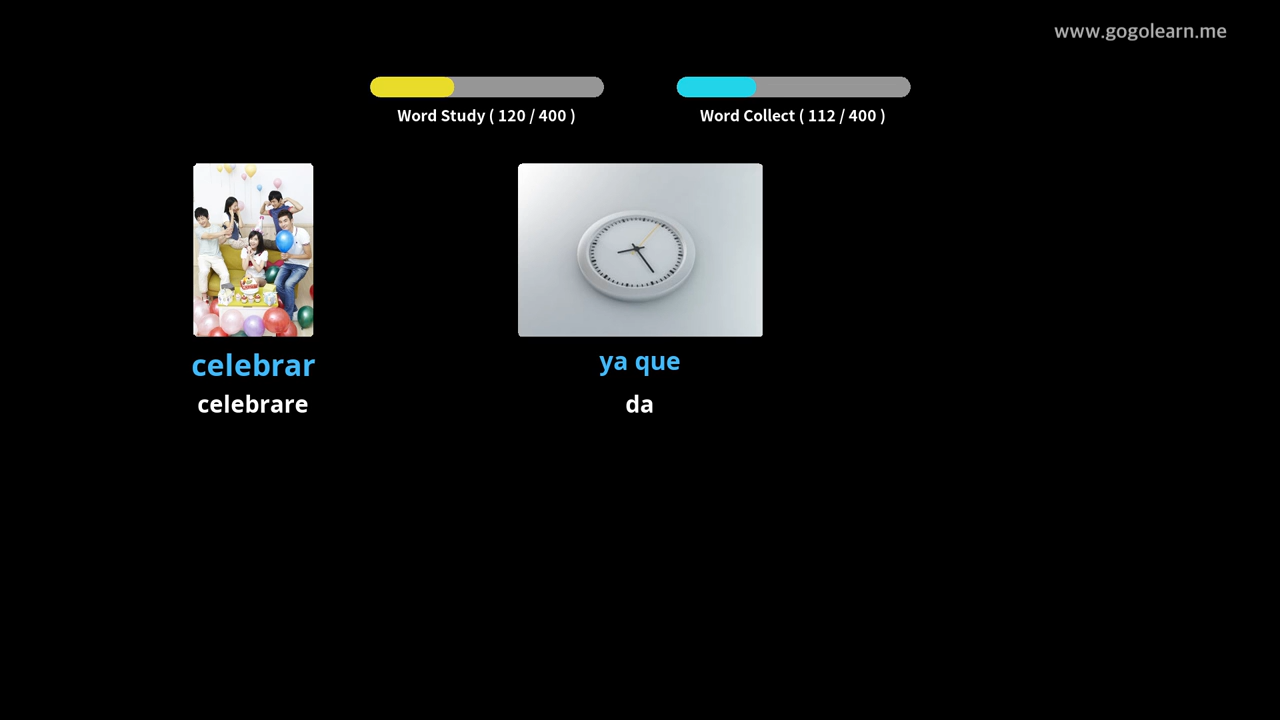 www.gogolearn.me
Word Study ( 120 / 400 )
Word Collect ( 112 / 400 )
celebrar
celebrare
ya que
da